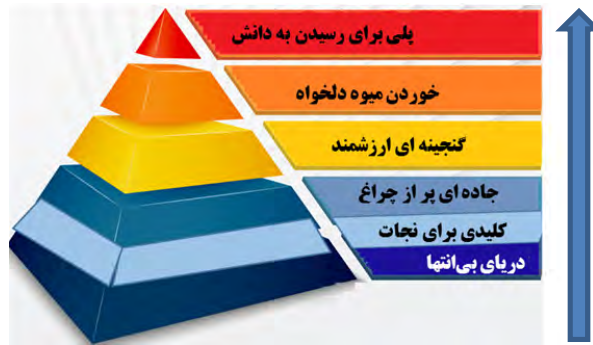 پلی برای رسیدن به دانش
خوردن میوه دلخواه
گنجینه ای ارزشمند
جاده ای پر از چراغ
کلیدی برای نجات
دریای بی‌انتها